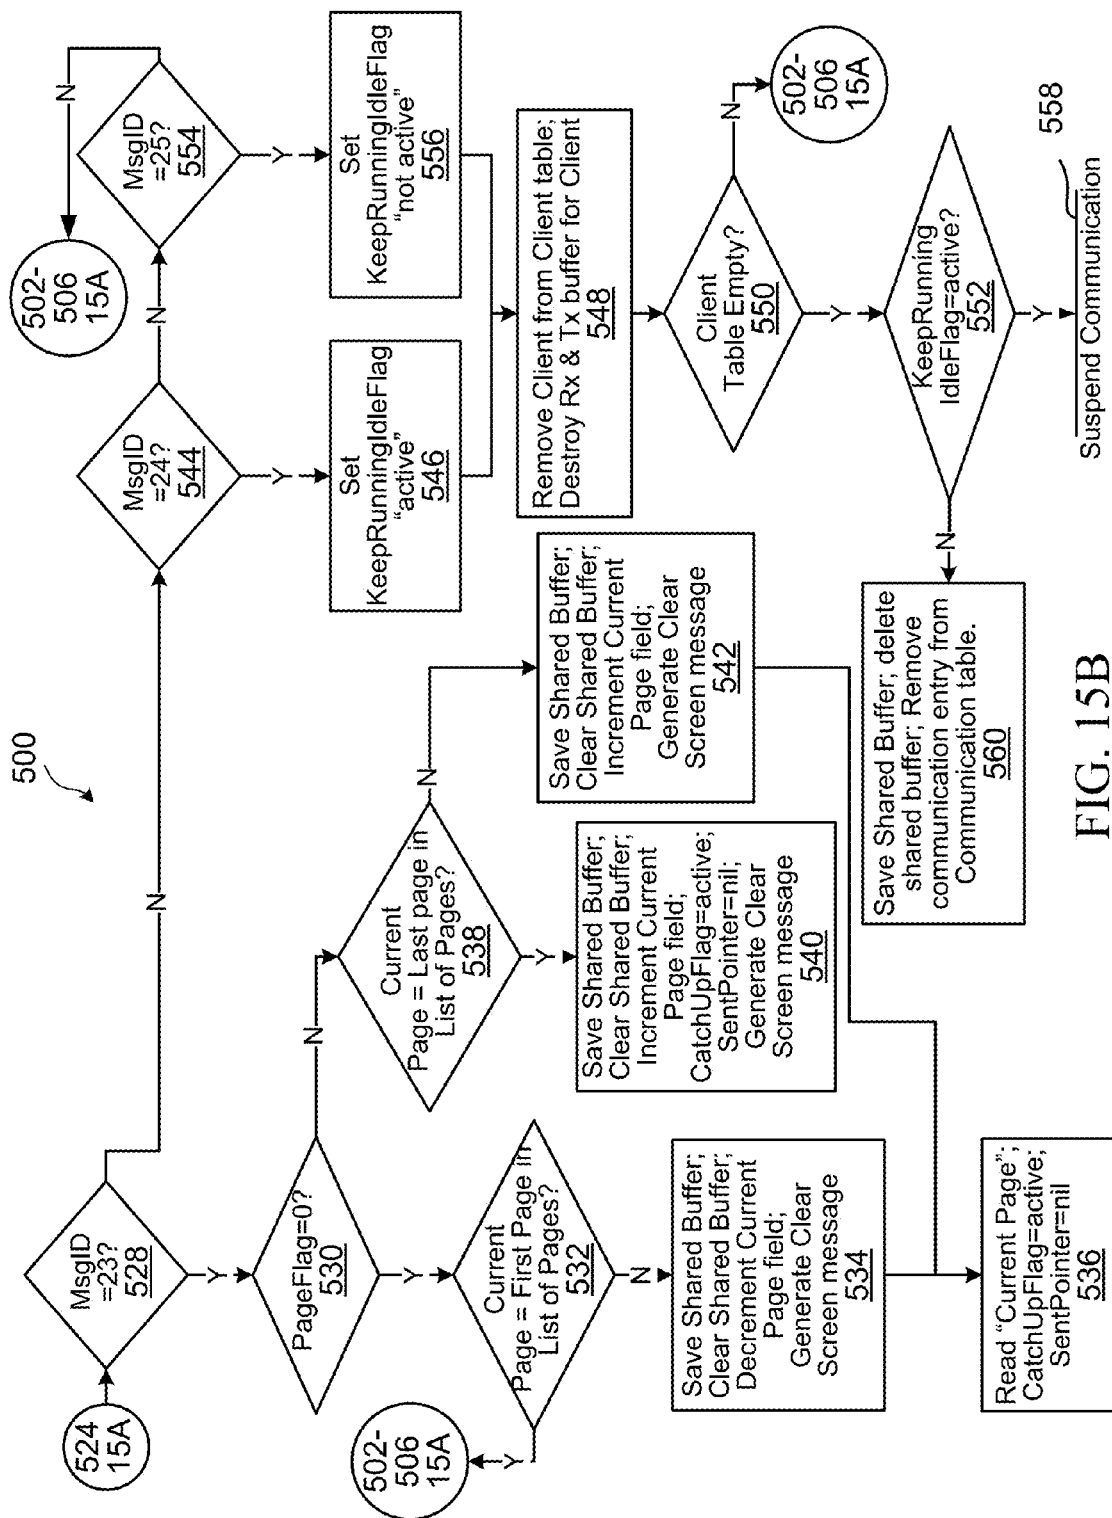 500
524
15A
MsgID
=23?
528
N
Y
PageFlag=0?
530
N
Y
Current
Page = First Page in
List of Pages?
532
Y
502-
506
15A
N
Save Shared Buffer;
Clear Shared Buffer;
Decrement Current
Page field;
Generate Clear
Screen message
534
Read "Current Page";
CatchUpFlag=active;
SentPointer=nil
536
Current
Page = Last page in
List of Pages?
538
N
Y
Save Shared Buffer;
Clear Shared Buffer;
Increment Current
Page field;
CatchUpFlag=active;
SentPointer=nil;
Generate Clear
Screen message
540
Save Shared Buffer;
Clear Shared Buffer;
Increment Current
Page field;
Generate Clear
Screen message
542
MsgID
=24?
544
N
Y
Set
KeepRunningIdleFlag
"active"
546
MsgID
=25?
554
N
502-
506
15A
Y
Set
KeepRunningIdleFlag
"not active"
556
Remove Client from Client table;
Destroy Rx & Tx buffer for Client
548
Client
Table Empty?
550
N
502-
506
15A
Y
KeepRunning
IdleFlag=active?
552
N
Y
Save Shared Buffer; delete
shared buffer; Remove
communication entry from
Communication table.
560
558
Suspend Communication
FIG. 15B